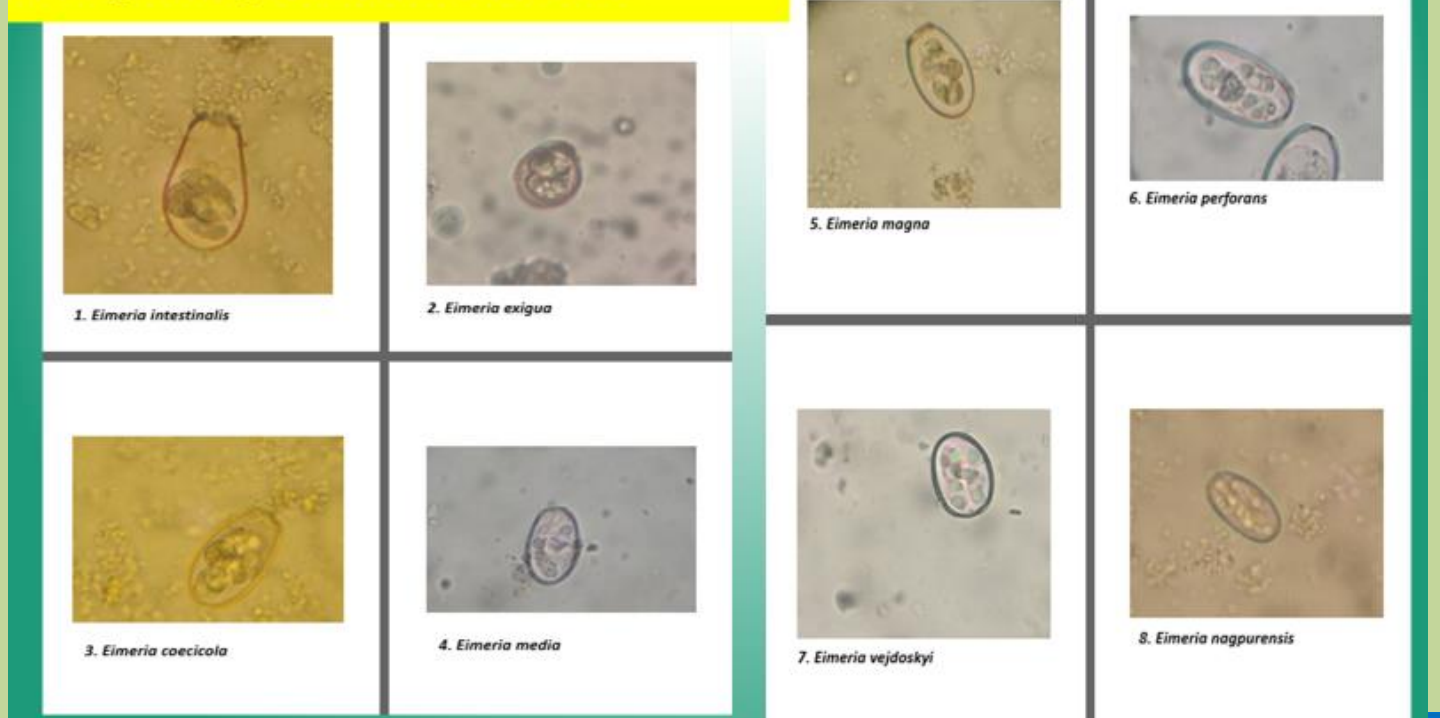 1. Eimeria intestinalis
2. Eimeria exigua
3. Eimeria coecicola
4. Eimeria media
5. Eimeria magna
6. Eimeria perforans
7. Eimeria vejdoskyi
8. Eimeria nagpurensis